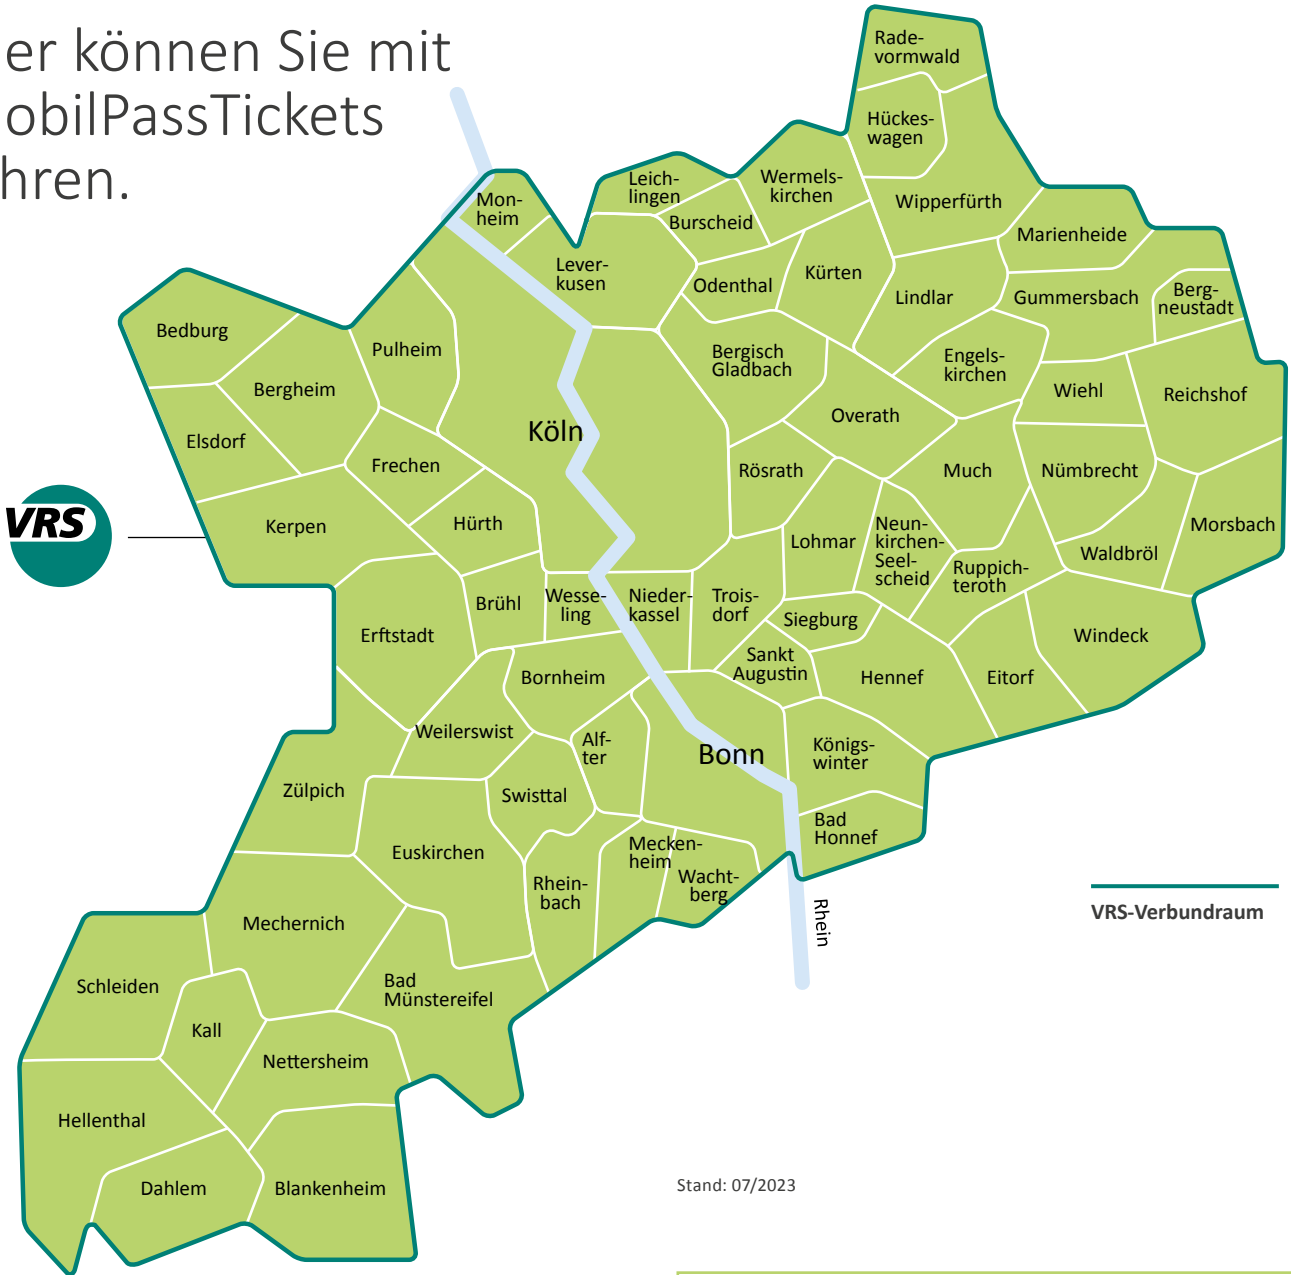 er können Sie mit
obilPassTickets
hren.
Rade-
vormwald
Hückes-
wagen
Wermels-
kirchen
Leich-
lingen
Mon-
heim
Burscheid
Wipperfürth
Marienheide
Lever-
kusen
Odenthal
Kürten
Lindlar
Gummersbach
Berg-
neustadt
Bedburg
Pulheim
Bergheim
Bergisch
Gladbach
Engels-
kirchen
Wiehl
Reichshof
Elsdorf
Köln
Overath
Frechen
Rösrath
Much
Nümbrecht
VRS
Kerpen
Hürth
Lohmar
Neun-
kirchen-
Seel-
scheid
Morsbach
Waldbröl
Ruppich-
teroth
Brühl
Wesse-
ling
Nieder-
kassel
Trois-
dorf
Siegburg
Erftstadt
Windeck
Bornheim
Sankt
Augustin
Hennef
Eitorf
Weilerswist
Alf-
ter
Bonn
Königs-
winter
Zülpich
Swisttal
Bad
Honnef
Euskirchen
Mecken-
heim
Rhein-
bach
Wacht-
berg
Rhein
VRS-Verbundraum
Mechernich
Schleiden
Bad
Münstereifel
Kall
Nettersheim
Hellenthal
Dahlem
Blankenheim
Stand: 07/2023